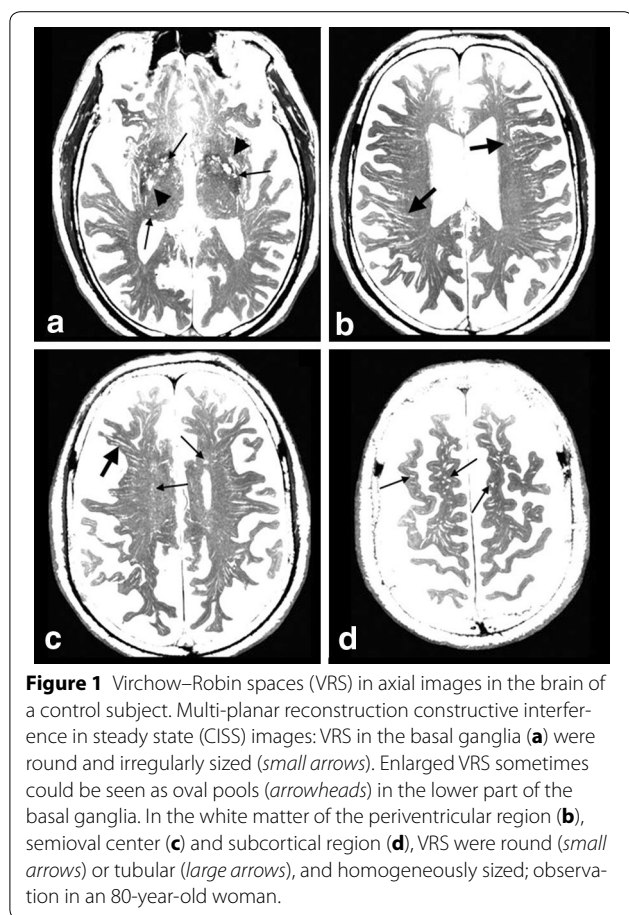 a
b
c
d
Figure 1 Virchow–Robin spaces (VRS) in axial images in the brain of
a control subject. Multi-planar reconstruction constructive interfer-
ence in steady state (CISS) images: VRS in the basal ganglia (a) were
round and irregularly sized (small arrows). Enlarged VRS sometimes
could be seen as oval pools (arrowheads) in the lower part of the
basal ganglia. In the white matter of the periventricular region (b),
semioval center (c) and subcortical region (d), VRS were round (small
arrows) or tubular (large arrows), and homogeneously sized; observa-
tion in an 80-year-old woman.